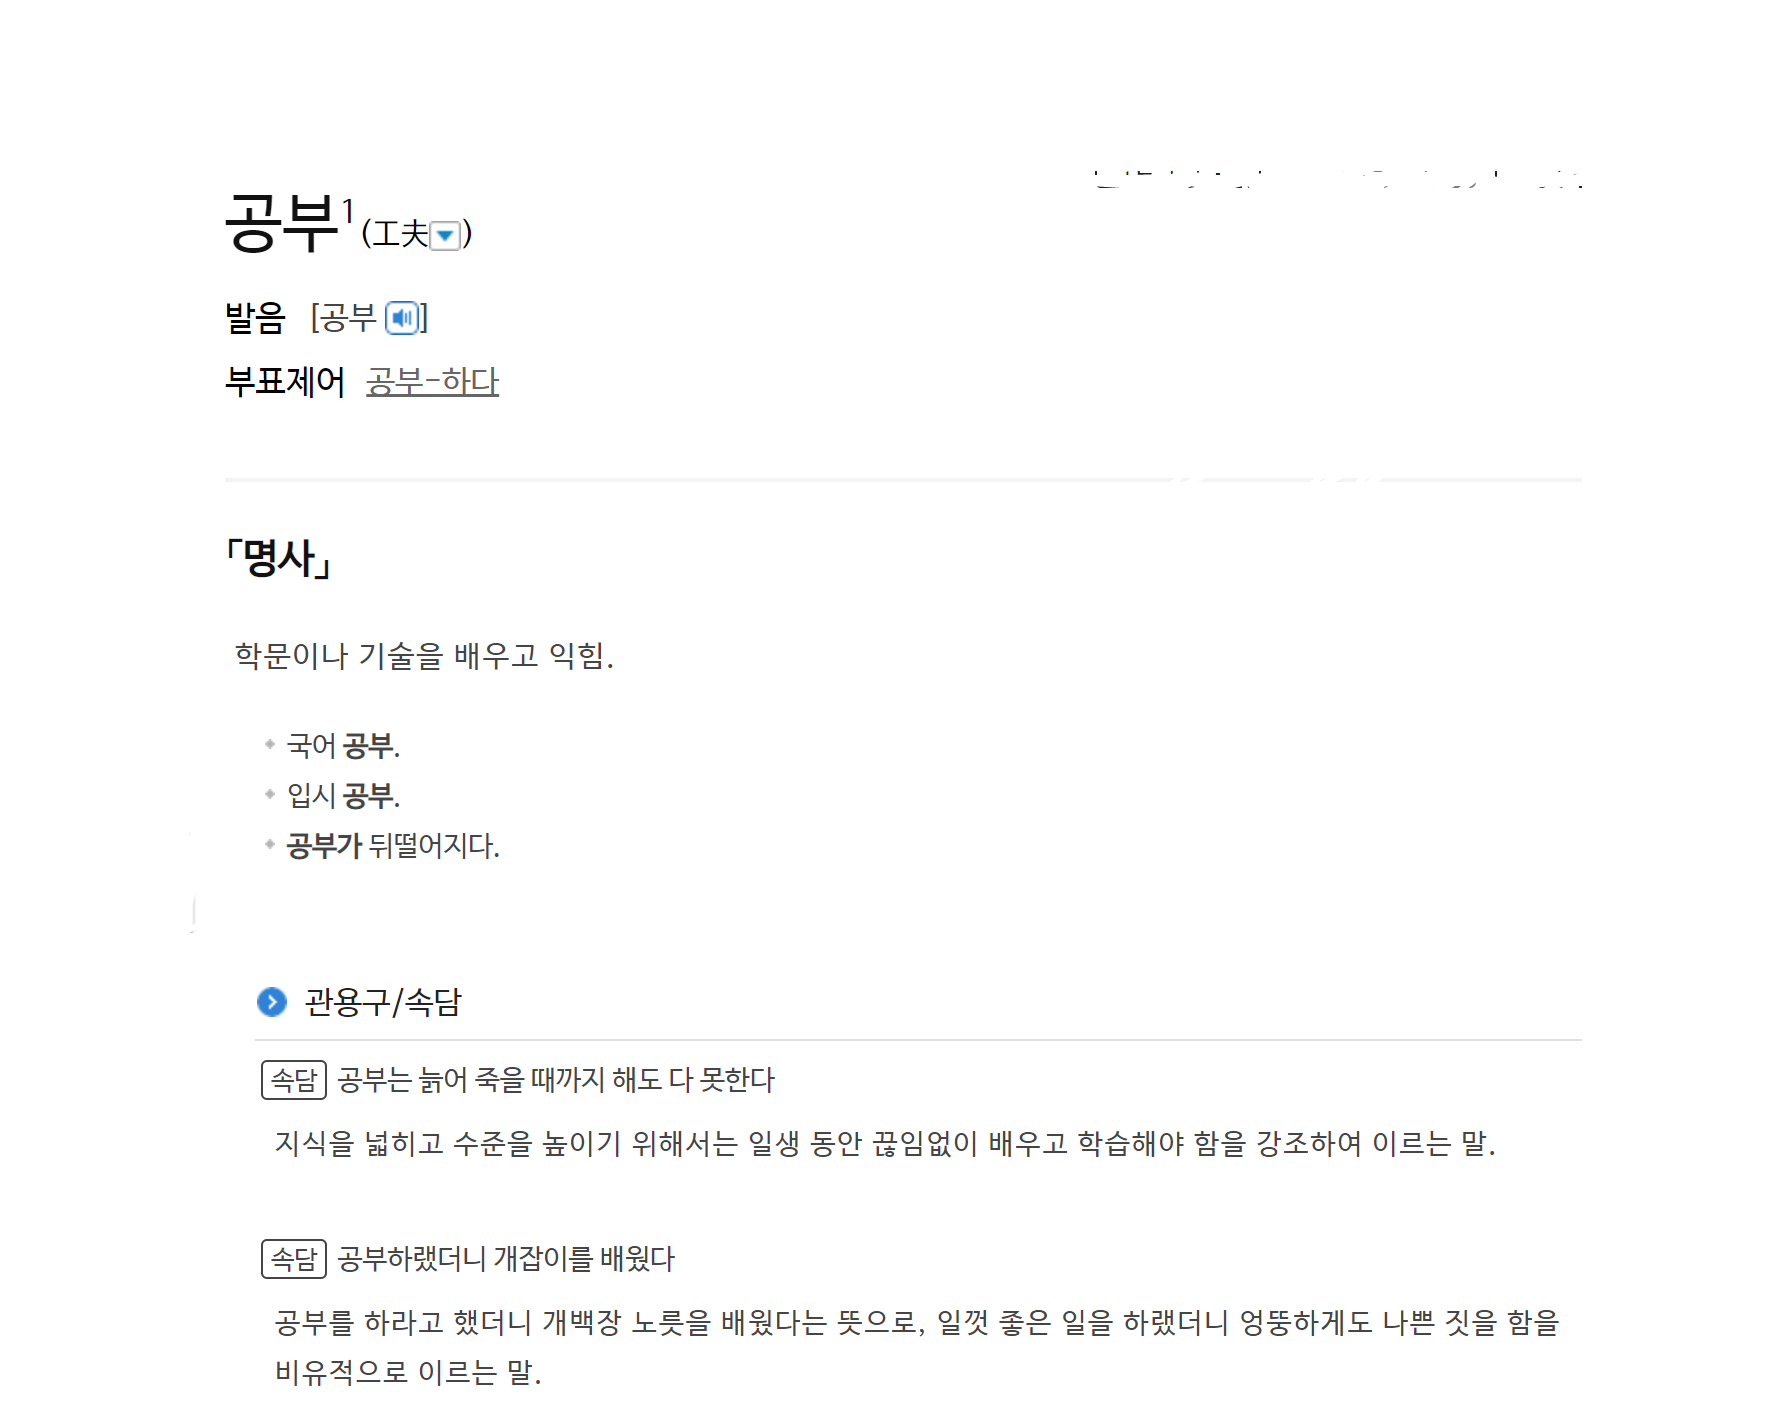 공부1(工夫)
발음 [공부]
부표제어 공부-하다
「명사」
학문이나 기술을 배우고 익힘.
국어 공부.
입시 공부.
공부가 뒤떨어지다.
관용구/속담
속담 공부는 늙어 죽을 때까지 해도 다 못한다
지식을 넓히고 수준을 높이기 위해서는 일생 동안 끊임없이 배우고 학습해야 함을 강조하여 이르는 말.
속담 공부하랬더니 개잡이를 배웠다
공부를 하라고 했더니 개백장 노릇을 배웠다는 뜻으로, 일껏 좋은 일을 하랬더니 엉뚱하게도 나쁜 짓을 함을
비유적으로 이르는 말.